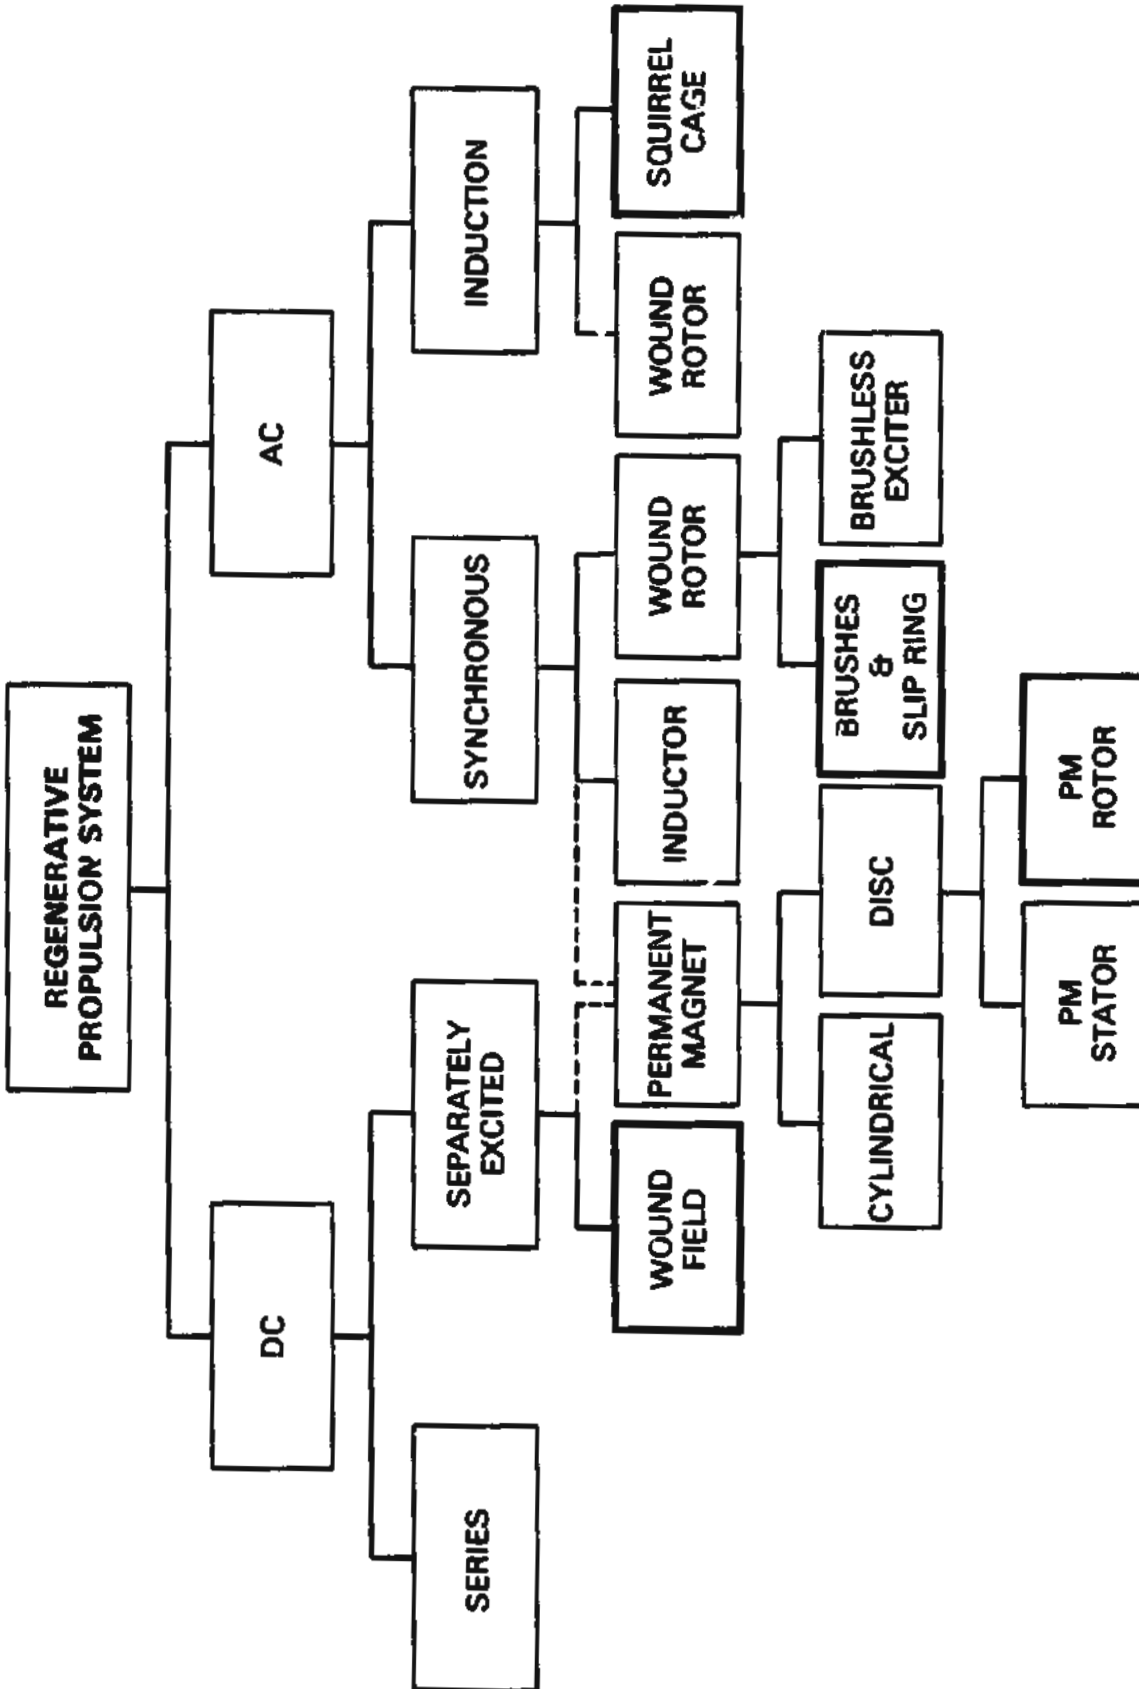 REGENERATIVE
PROPULSION SYSTEM
DC
AC
SERIES
SEPARATELY
EXCITED
SYNCHRONOUS
INDUCTION
WOUND
FIELD
PERMANENT
MAGNET
INDUCTOR
WOUND
ROTOR
WOUND
ROTOR
SQUIRREL
CAGE
CYLINDRICAL
DISC
BRUSHES
&
SLIP RING
BRUSHLESS
EXCITER
PM
STATOR
PM
ROTOR